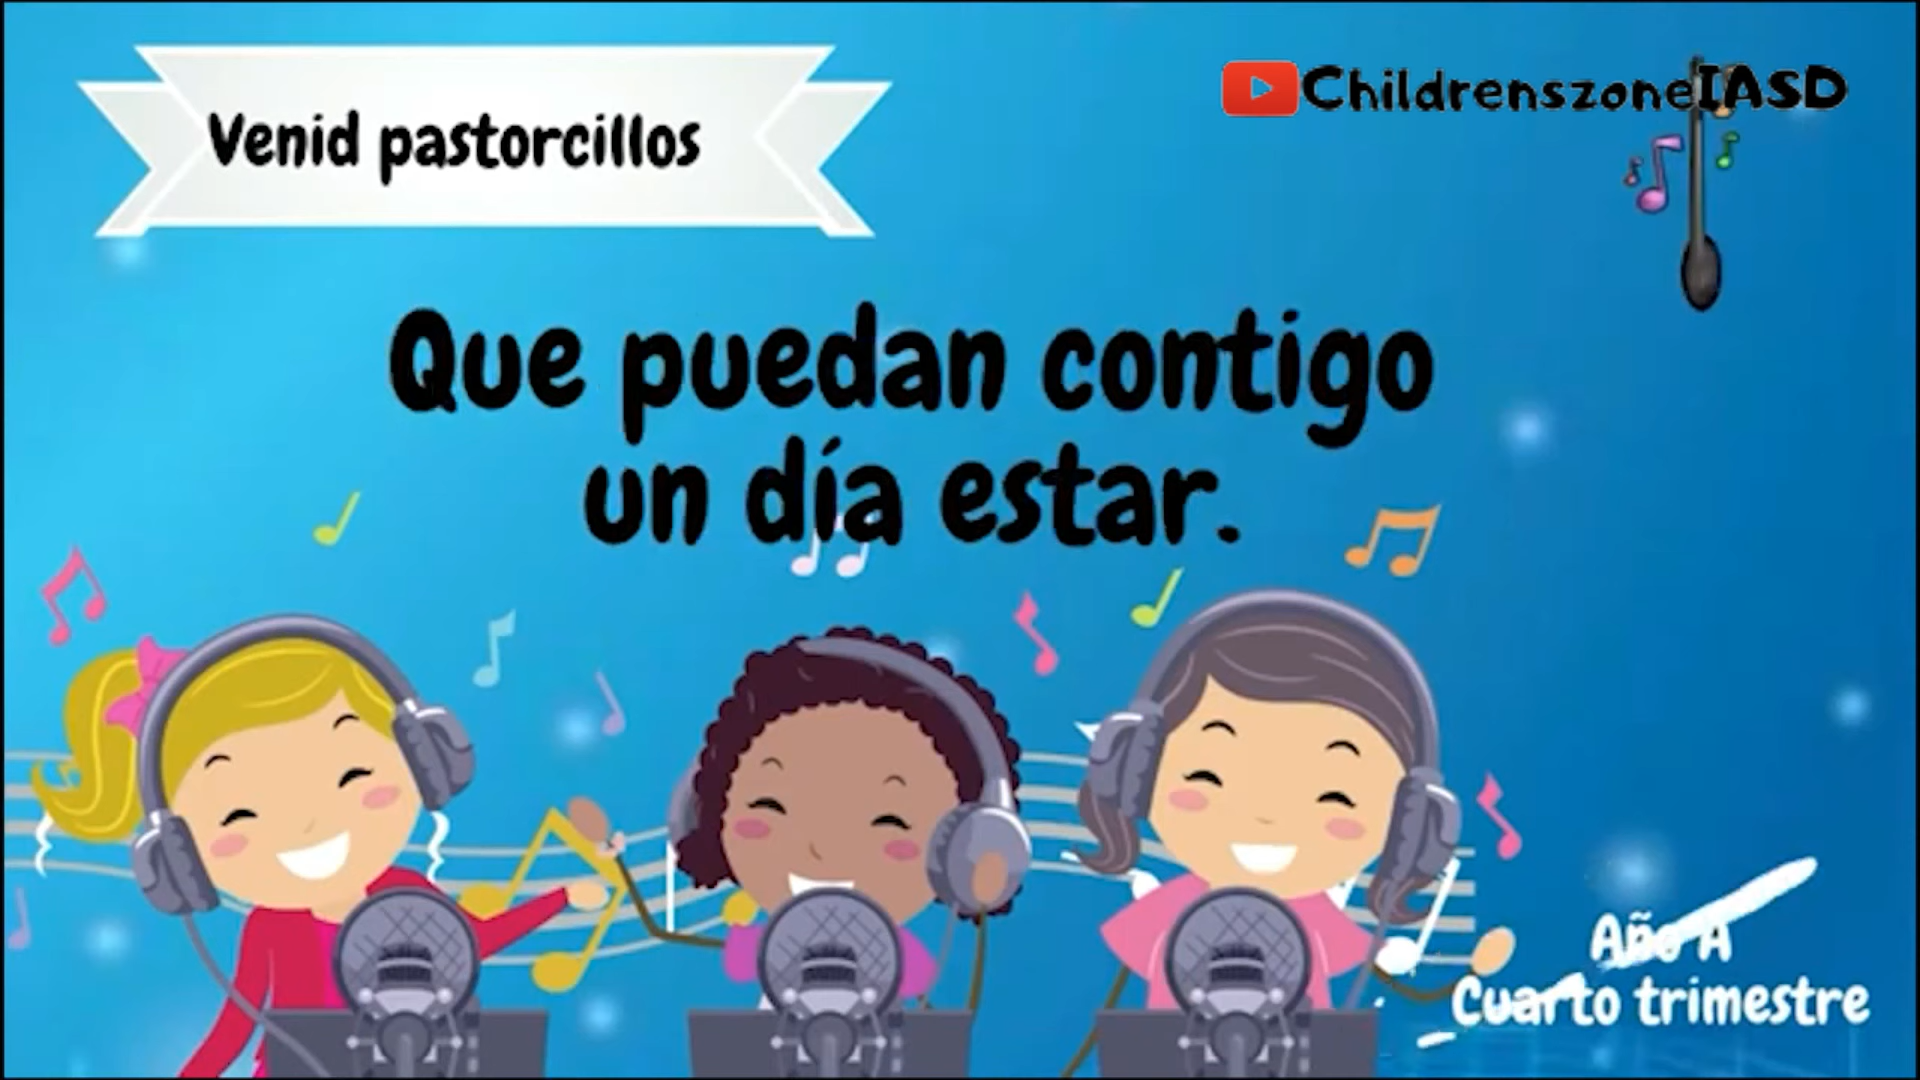 Venid pastorcillos
ChildrenszoneIASD
Que puedan contigo
un día estar.
Año A
Cuarto trimestre